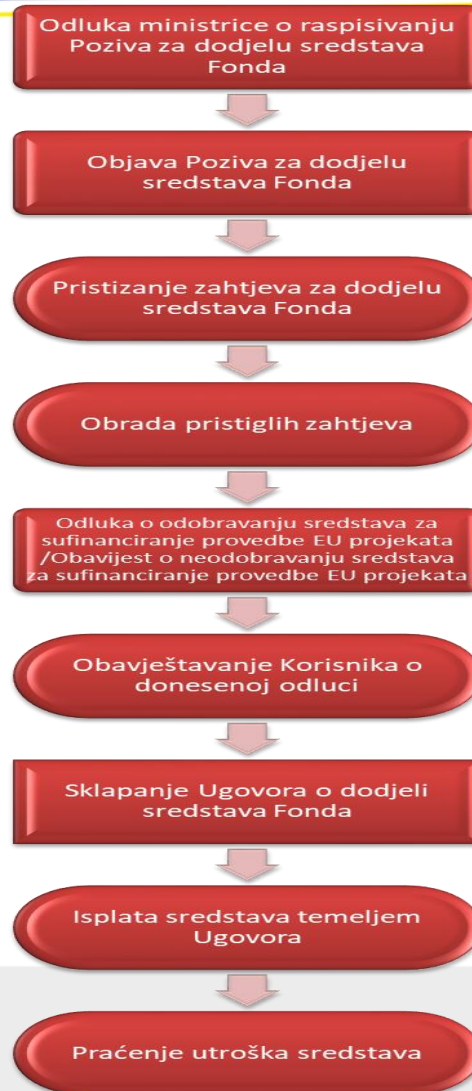 Odluka ministrice o raspisivanju
Poziva za dodjelu sredstava
Fonda
Objava Poziva za dodjelu
sredstava Fonda
Pristizanje zahtjeva za dodjelu
sredstava Fonda
Obrada pristiglih zahtjeva
Odluka o odobravanju sredstava za
sufinanciranje provedbe EU projekata
/Obavijest o neodobravanju sredstava
za sufinanciranje provedbe EU projekata
Obavještavanje Korisnika o
donesenoj odluci
Sklapanje Ugovora o dodjeli
sredstava Fonda
Isplata sredstava temeljem
Ugovora
Praćenje utroška sredstava